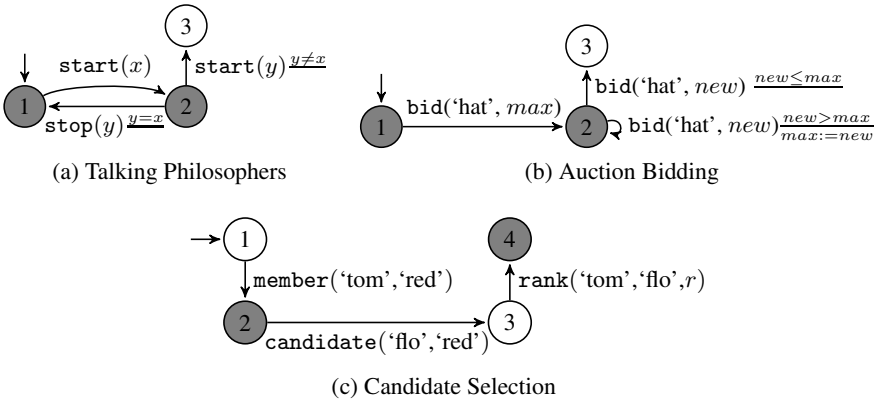 3
start(x)
start(y) y≠x
1
2
stop(y) y=x
(a) Talking Philosophers
3
bid(‘hat’, new) new≤max
bid(‘hat’, max)
1
2
bid(‘hat’, new) new>max
max:=new
(b) Auction Bidding
1
4
member(‘tom’,‘red’)
rank(‘tom’,‘flo’,r)
2
3
candidate(‘flo’,‘red’)
(c) Candidate Selection